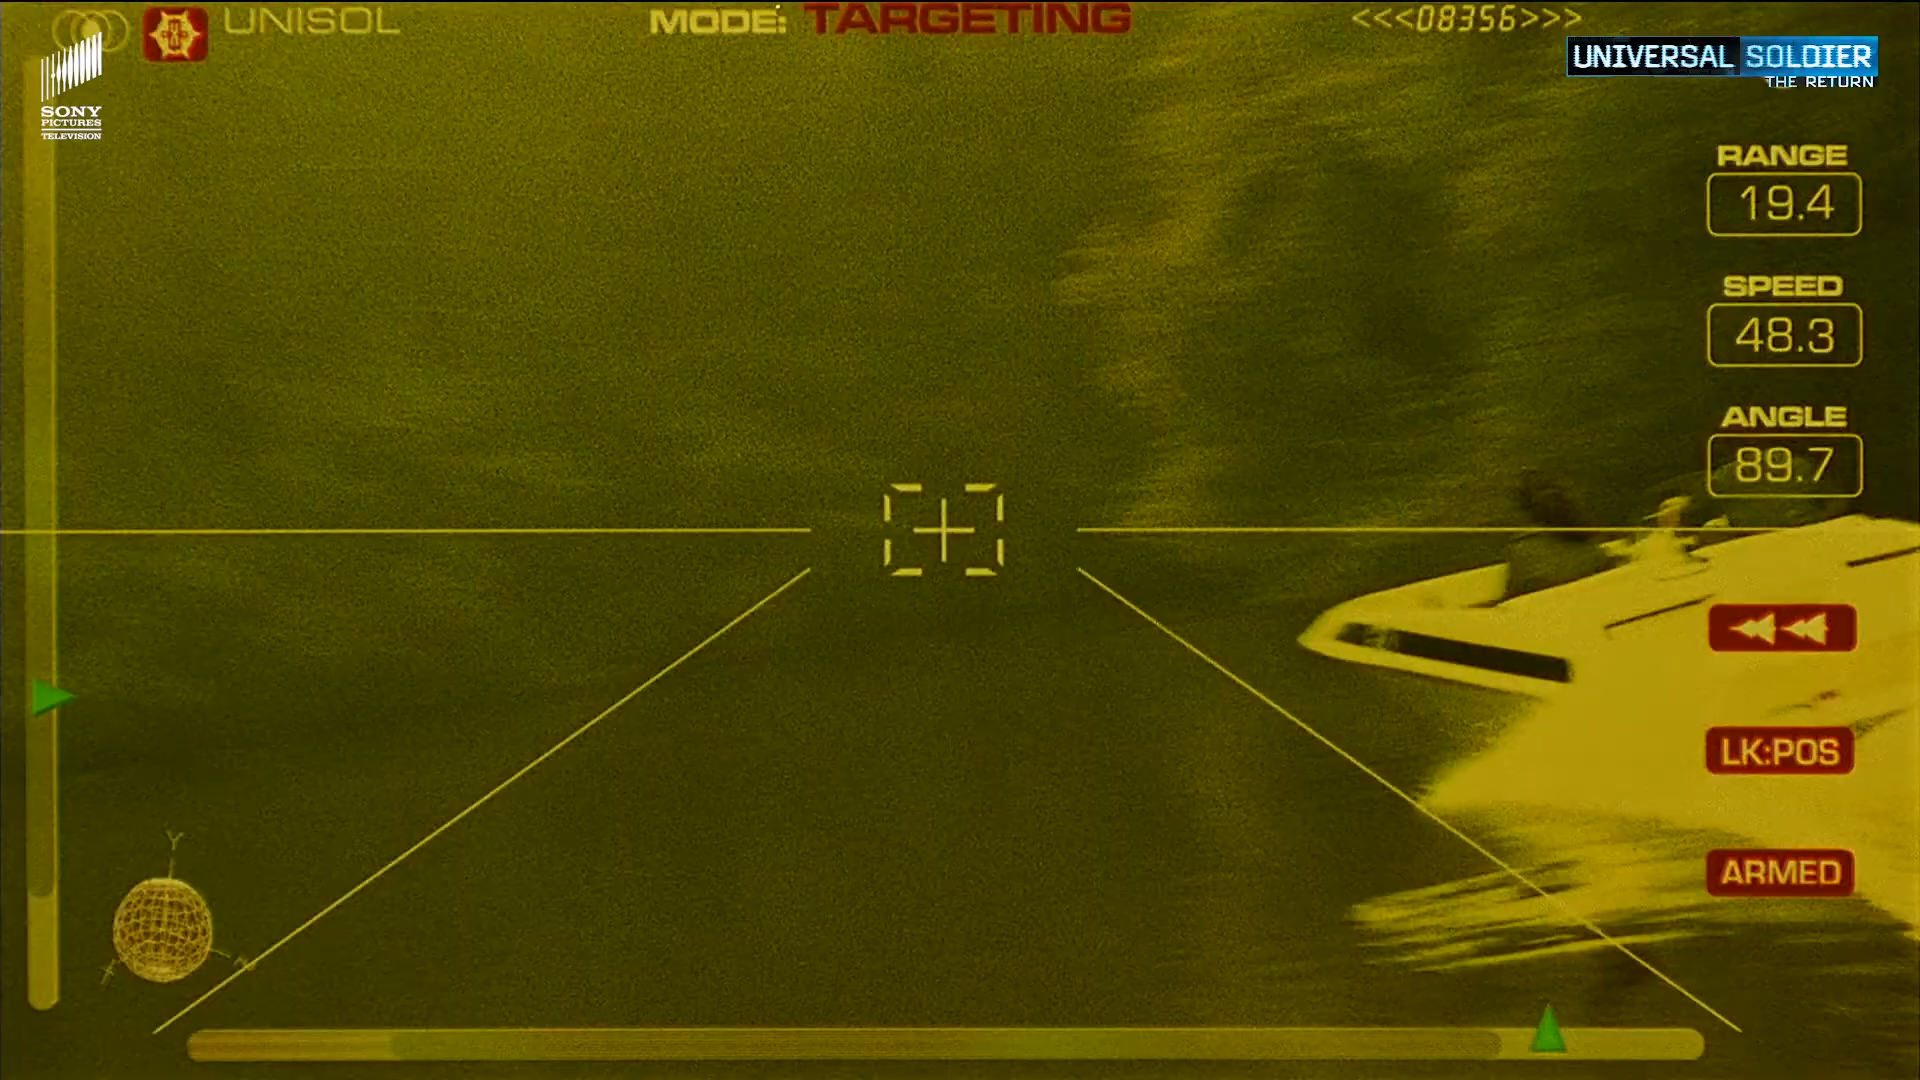 UNISOL
MODE: TARGETING
<<<08356>>>
SONY
PICTURES
TELEVISION
UNIVERSAL SOLDIER
THE RETURN
RANGE
19.4
SPEED
48.3
ANGLE
89.7
LK:POS
ARMED
Y